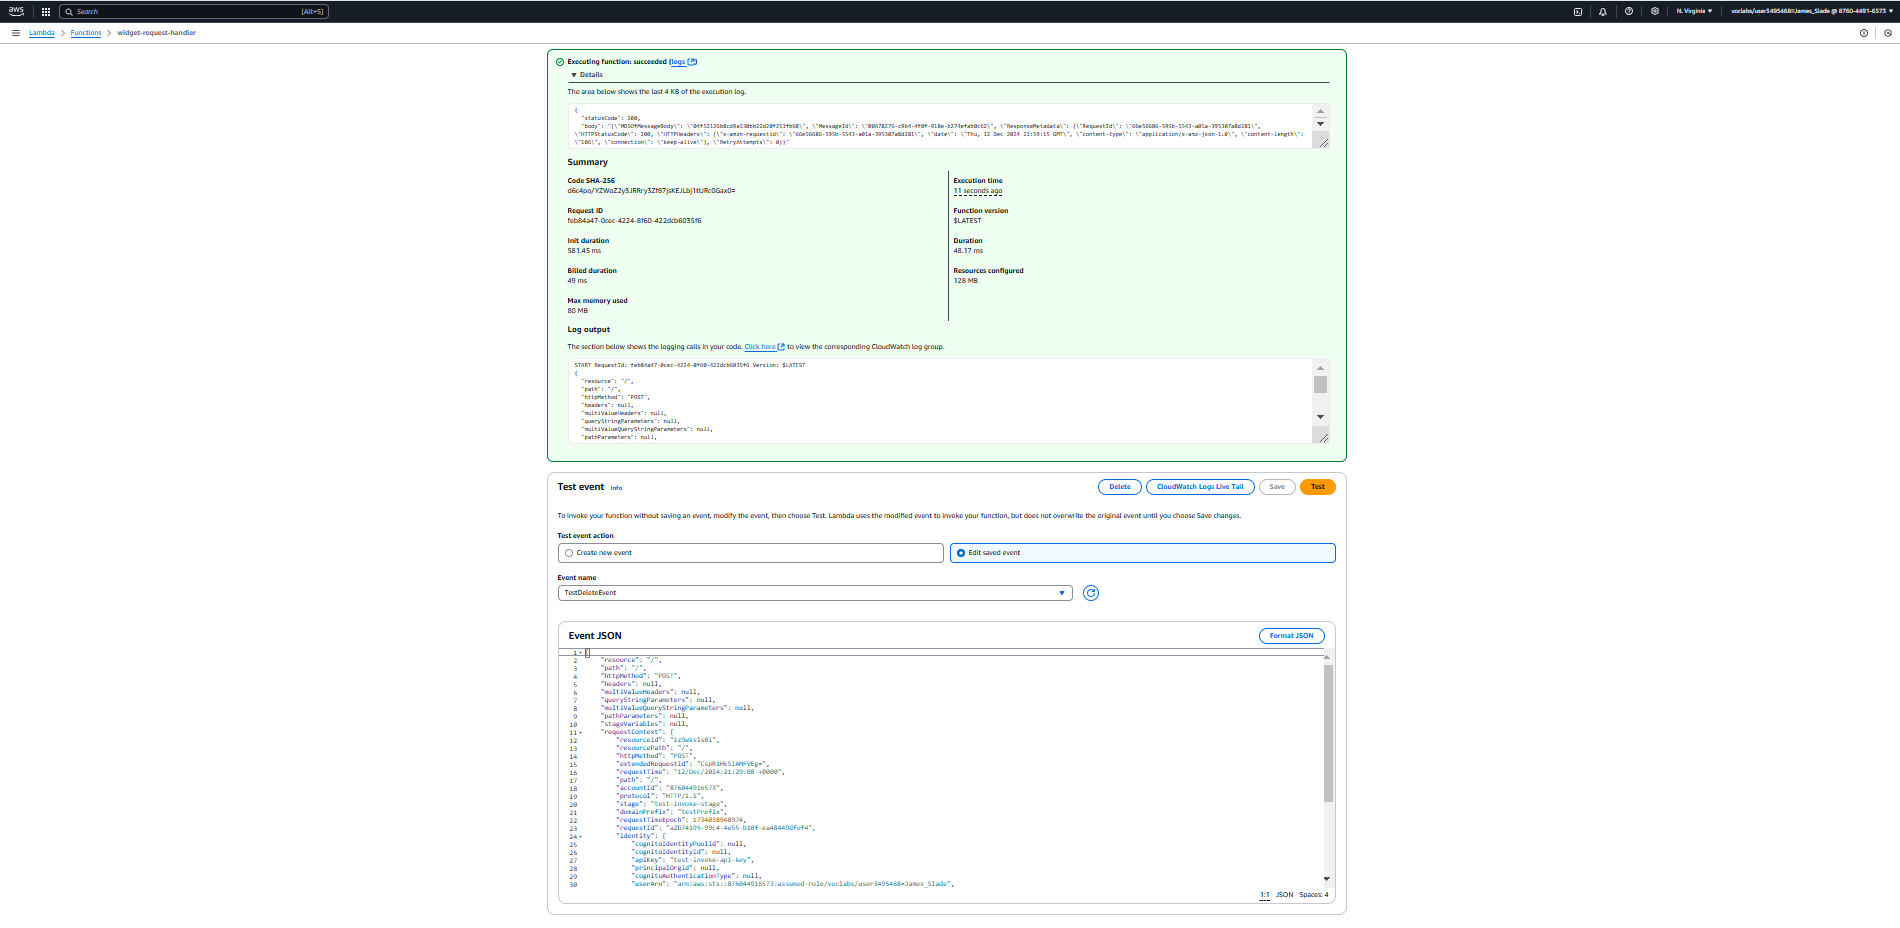 aws
Search
[Alt+S]
N. Virginia
voclabs/user3495468=James_Slade @ 8760-4491-6573
Lambda > Functions > widget-request-handler
Executing function: succeeded (logs)
Details
The area below shows the last 4 KB of the execution log.
{
"statusCode": 200,
"body": "{\"MD5OfMessageBody\": \"04f52126b8cd9a530bb22d20f253fb68\", \"MessageId\": \"00678276-c9b4-4f0f-918e-b274efab0c62\", \"ResponseMetadata\": {\"RequestId\": \"66e56686-595b-5543-a01a-395307a8d281\",
\"HTTPStatusCode\": 200, \"HTTPHeaders\": {\"x-amzn-requestid\": \"66e56686-595b-5543-a01a-395307a8d281\", \"date\": \"Thu, 12 Dec 2024 21:59:15 GMT\", \"content-type\": \"application/x-amz-json-1.0\", \"content-length\":
\"106\", \"connection\": \"keep-alive\"}, \"RetryAttempts\": 0}}"
Summary
Code SHA-256
d6c4po/YZWoZ2y3JRRry3Zf87jsKEJLbj1tURc0Gax0=
Execution time
11 seconds ago
Request ID
feb84a47-0cec-4224-8f60-422dcb6035f6
Function version
$LATEST
Init duration
581.45 ms
Duration
48.17 ms
Billed duration
49 ms
Resources configured
128 MB
Max memory used
80 MB
Log output
The section below shows the logging calls in your code. Click here to view the corresponding CloudWatch log group.
START RequestId: feb84a47-0cec-4224-8f60-422dcb6035f6 Version: $LATEST
{
"resource": "/",
"path": "/",
"httpMethod": "POST",
"headers": null,
"multiValueHeaders": null,
"queryStringParameters": null,
"multiValueQueryStringParameters": null,
"pathParameters": null,
Test event Info
Delete
CloudWatch Logs Live Tail
Save
Test
To invoke your function without saving an event, modify the event, then choose Test. Lambda uses the modified event to invoke your function, but does not overwrite the original event until you choose Save changes.
Test event action
Create new event
Edit saved event
Event name
TestDeleteEvent
Event JSON
Format JSON
1 {
2 "resource": "/",
3 "path": "/",
4 "httpMethod": "POST",
5 "headers": null,
6 "multiValueHeaders": null,
7 "queryStringParameters": null,
8 "multiValueQueryStringParameters": null,
9 "pathParameters": null,
10 "stageVariables": null,
11 "requestContext": {
12 "resourceId": "1z9wksls0i",
13 "resourcePath": "/",
14 "httpMethod": "POST",
15 "extendedRequestId": "CspR1HkSIAMFVEg=",
16 "requestTime": "12/Dec/2024:21:29:08 +0000",
17 "path": "/",
18 "accountId": "876044916573",
19 "protocol": "HTTP/1.1",
20 "stage": "test-invoke-stage",
21 "domainPrefix": "testPrefix",
22 "requestTimeEpoch": 1734038948974,
23 "requestId": "a2b74195-99c4-4e55-b10f-ea48449dfef4",
24 "identity": {
25 "cognitoIdentityPoolId": null,
26 "cognitoIdentityId": null,
27 "apiKey": "test-invoke-api-key",
28 "principalOrgId": null,
29 "cognitoAuthenticationType": null,
30 "userArn": "arn:aws:sts::876044916573:assumed-role/voclabs/user3495468=James_Slade",
1:1 JSON Spaces: 4